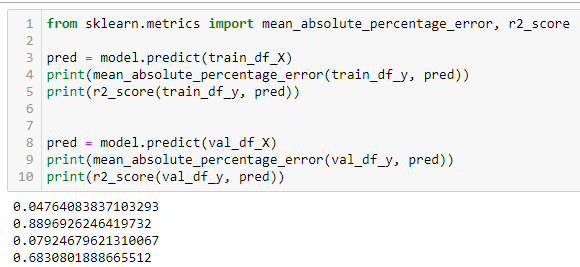 1 from sklearn.metrics import mean_absolute_percentage_error, r2_score
2
3 pred = model.predict(train_df_X)
4 print(mean_absolute_percentage_error(train_df_y, pred))
5 print(r2_score(train_df_y, pred))
6
7
8 pred = model.predict(val_df_X)
9 print(mean_absolute_percentage_error(val_df_y, pred))
10 print(r2_score(val_df_y, pred))
0.04764083837103293
0.8896926246419732
0.07924679621310067
0.6830801888665512